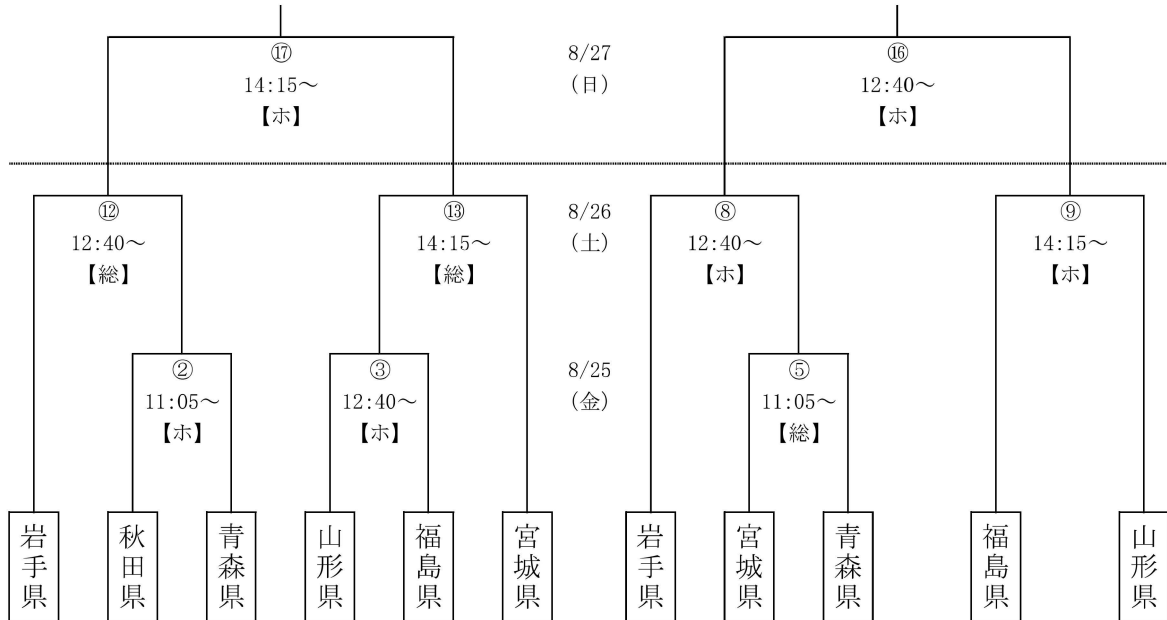 ⑰
14:15～
【ホ】
8/27
(日)
⑯
12:40～
【ホ】
⑫
12:40～
【総】
⑬
14:15～
【総】
8/26
(土)
⑧
12:40～
【ホ】
⑨
14:15～
【ホ】
②
11:05～
【ホ】
③
12:40～
【ホ】
8/25
(金)
⑤
11:05～
【総】
岩手県
秋田県
青森県
山形県
福島県
宮城県
岩手県
宮城県
青森県
福島県
山形県